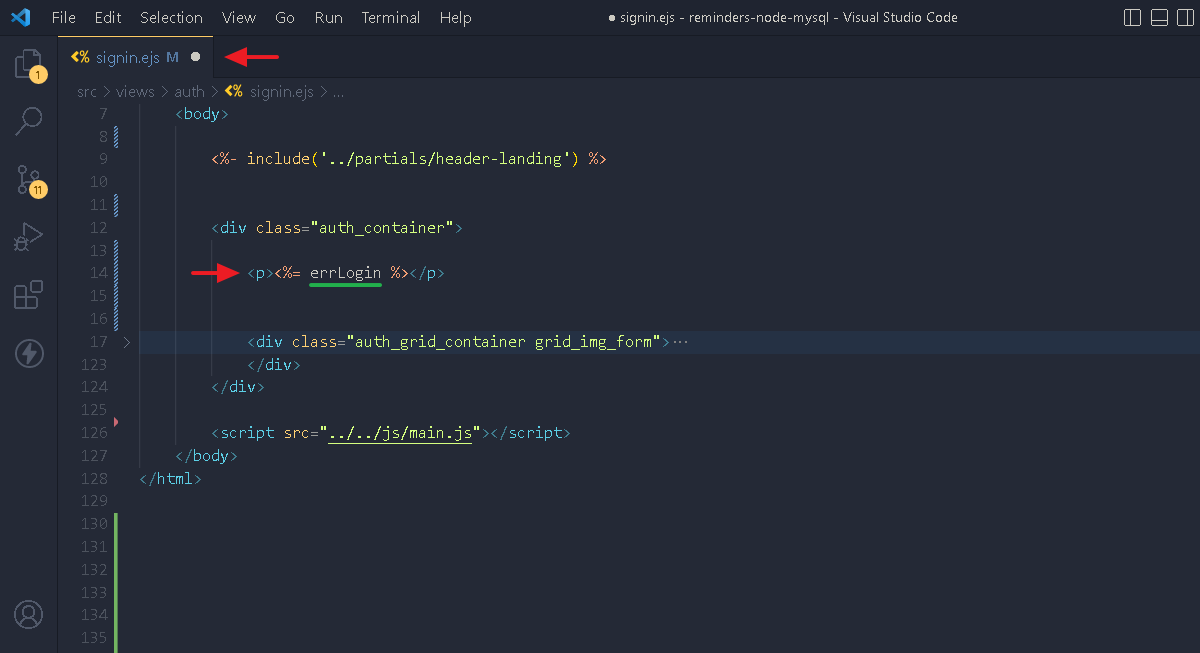 File Edit Selection View Go Run Terminal Help ● signin.ejs - reminders-node-mysql - Visual Studio Code
<% signin.ejs M ●
1
src > views > auth > <% signin.ejs > ...
7 <body>
8
9 <%- include('../partials/header-landing') %>
10
11
11
12 <div class="auth_container">
13
14 <p><%= errLogin %></p>
15
16
17 > <div class="auth_grid_container grid_img_form">···
123 </div>
124 </div>
125
126 <script src="../../js/main.js"></script>
127 </body>
128 </html>
129
130
131
132
133
134
135